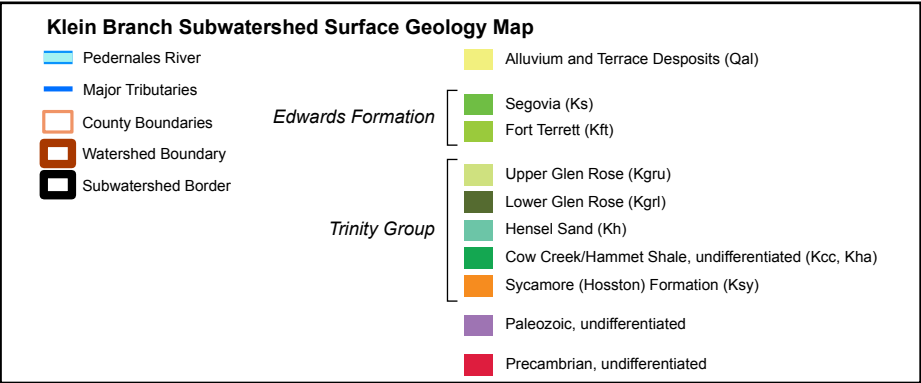 Klein Branch Subwatershed Surface Geology Map
Pedernales River
Major Tributaries
County Boundaries
Watershed Boundary
Subwatershed Border
Alluvium and Terrace Desposits (Qal)
Edwards Formation
Segovia (Ks)
Fort Terrett (Kft)
Trinity Group
Upper Glen Rose (Kgru)
Lower Glen Rose (Kgrl)
Hensel Sand (Kh)
Cow Creek/Hammet Shale, undifferentiated (Kcc, Kha)
Sycamore (Hosston) Formation (Ksy)
Paleozoic, undifferentiated
Precambrian, undifferentiated